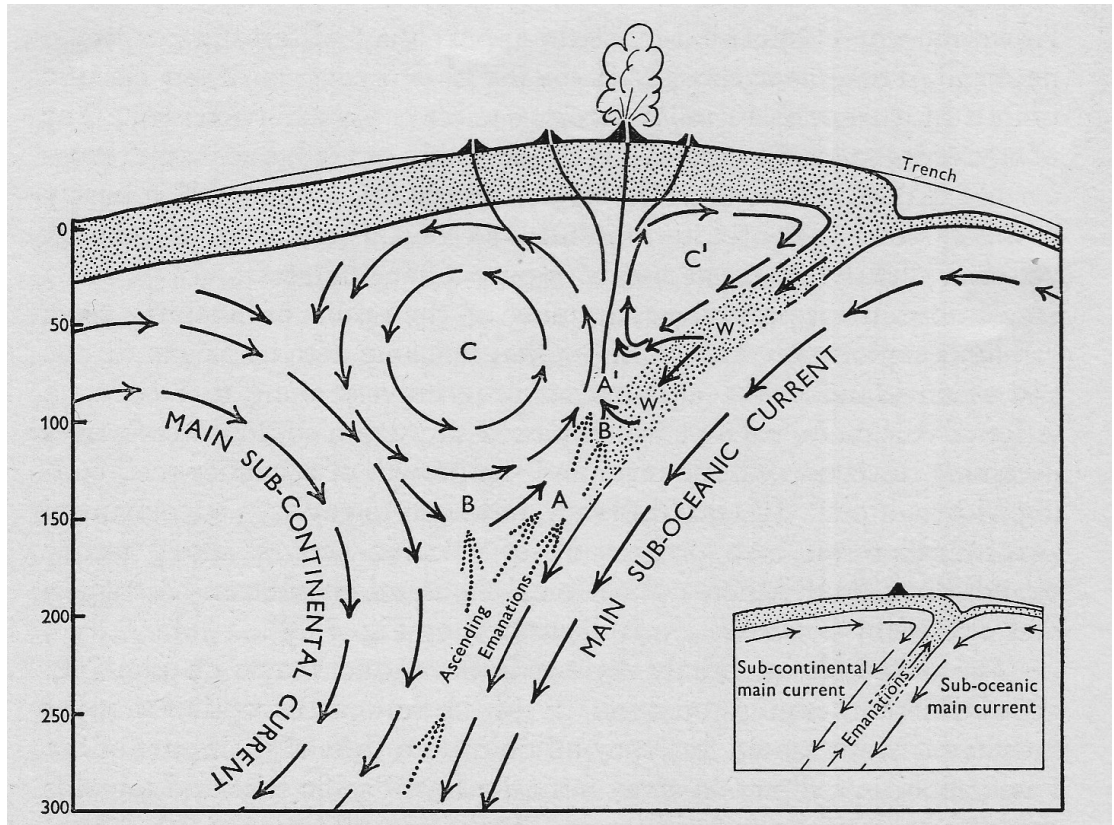 Trench
0
50
100
150
200
250
300
C
C'
W
W
A'
B
B
A
MAIN SUB-CONTINENTAL CURRENT
MAIN SUB-OCEANIC CURRENT
Ascending
Emanations
Sub-continental
main current
Emanations
Sub-oceanic
main current